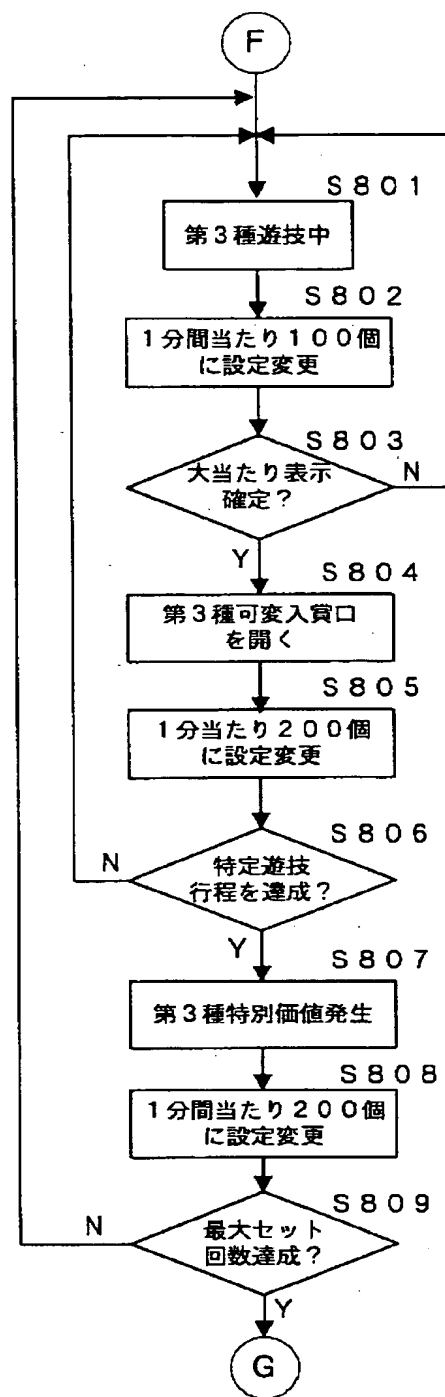 F
S801
第3種遊技中
S802
1分間当たり100個
に設定変更
S803
大当たり表示
確定?
N
Y
S804
第3種可変入賞口
を開く
S805
1分当たり200個
に設定変更
S806
特定遊技
行程を達成?
N
Y
S807
第3種特別価値発生
S808
1分間当たり200個
に設定変更
S809
最大セット
回数達成?
N
Y
G